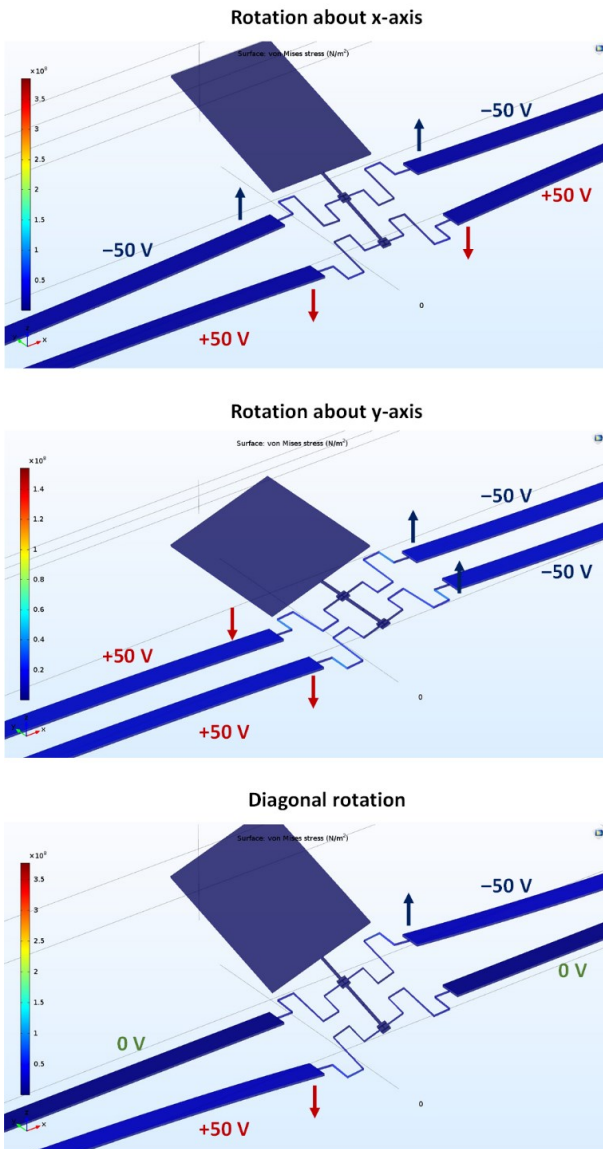 Rotation about x-axis
Surface: von Mises stress (N/m²)
×10⁸
3.5
3
2.5
2
1.5
1
0.5
−50 V
+50 V
−50 V
+50 V
0
x
Rotation about y-axis
Surface: von Mises stress (N/m²)
×10⁸
1.4
1.2
1
0.8
0.6
0.4
0.2
−50 V
−50 V
+50 V
+50 V
0
x
Diagonal rotation
Surface: von Mises stress (N/m²)
×10⁸
3.5
3
2.5
2
1.5
1
0.5
−50 V
0 V
0 V
+50 V
0
x